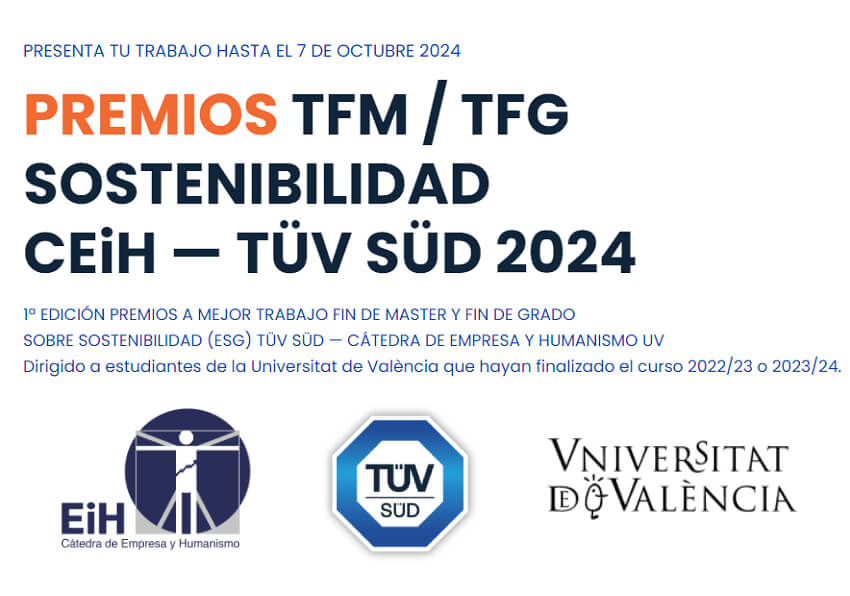 PRESENTA TU TRABAJO HASTA EL 7 DE OCTUBRE 2024
PREMIOS TFM / TFG
SOSTENIBILIDAD
CEiH — TÜV SÜD 2024
1ª EDICIÓN PREMIOS A MEJOR TRABAJO FIN DE MASTER Y FIN DE GRADO
SOBRE SOSTENIBILIDAD (ESG) TÜV SÜD — CÁTEDRA DE EMPRESA Y HUMANISMO UV
Dirigido a estudiantes de la Universitat de València que hayan finalizado el curso 2022/23 o 2023/24.
EiH
Cátedra de Empresa y Humanismo
TÜV
SÜD
VNIVERSITAT
DE VALÈNCIA